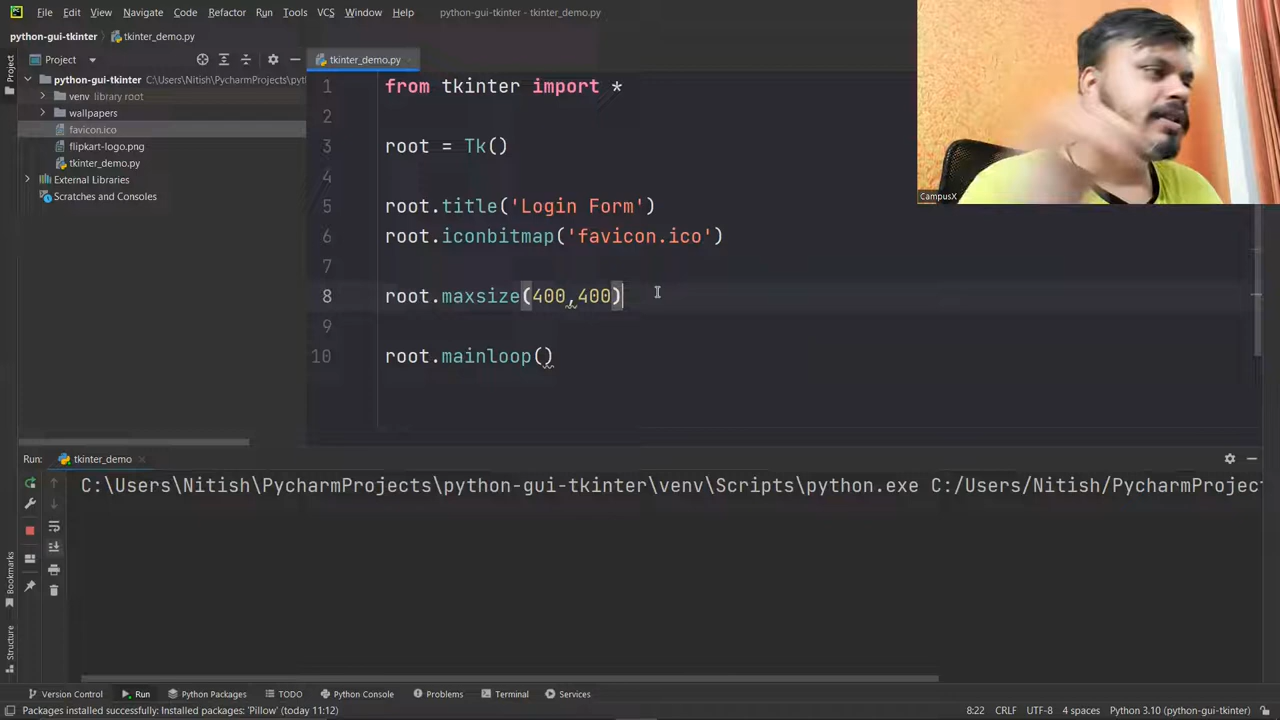 File Edit View Navigate Code Refactor Run Tools VCS Window Help python-gui-tkinter - tkinter_demo.py
python-gui-tkinter tkinter_demo.py
Project
Project
tkinter_demo.py
python-gui-tkinter C:\Users\Nitish\PycharmProjects\pyth
venv library root
wallpapers
favicon.ico
flipkart-logo.png
tkinter_demo.py
External Libraries
Scratches and Consoles
1 from tkinter import *
2
3 root = Tk()
4
5 root.title('Login Form')
6 root.iconbitmap('favicon.ico')
7
8 root.maxsize(400,400)
9
10 root.mainloop()
CampusX
Run: tkinter_demo
C:\Users\Nitish\PycharmProjects\python-gui-tkinter\venv\Scripts\python.exe C:/Users/Nitish/PycharmProject
Bookmarks
Structure
Version Control Run Python Packages TODO Python Console Problems Terminal Services
Packages installed successfully: Installed packages: 'Pillow' (today 11:12) 8:22 CRLF UTF-8 4 spaces Python 3.10 (python-gui-tkinter)